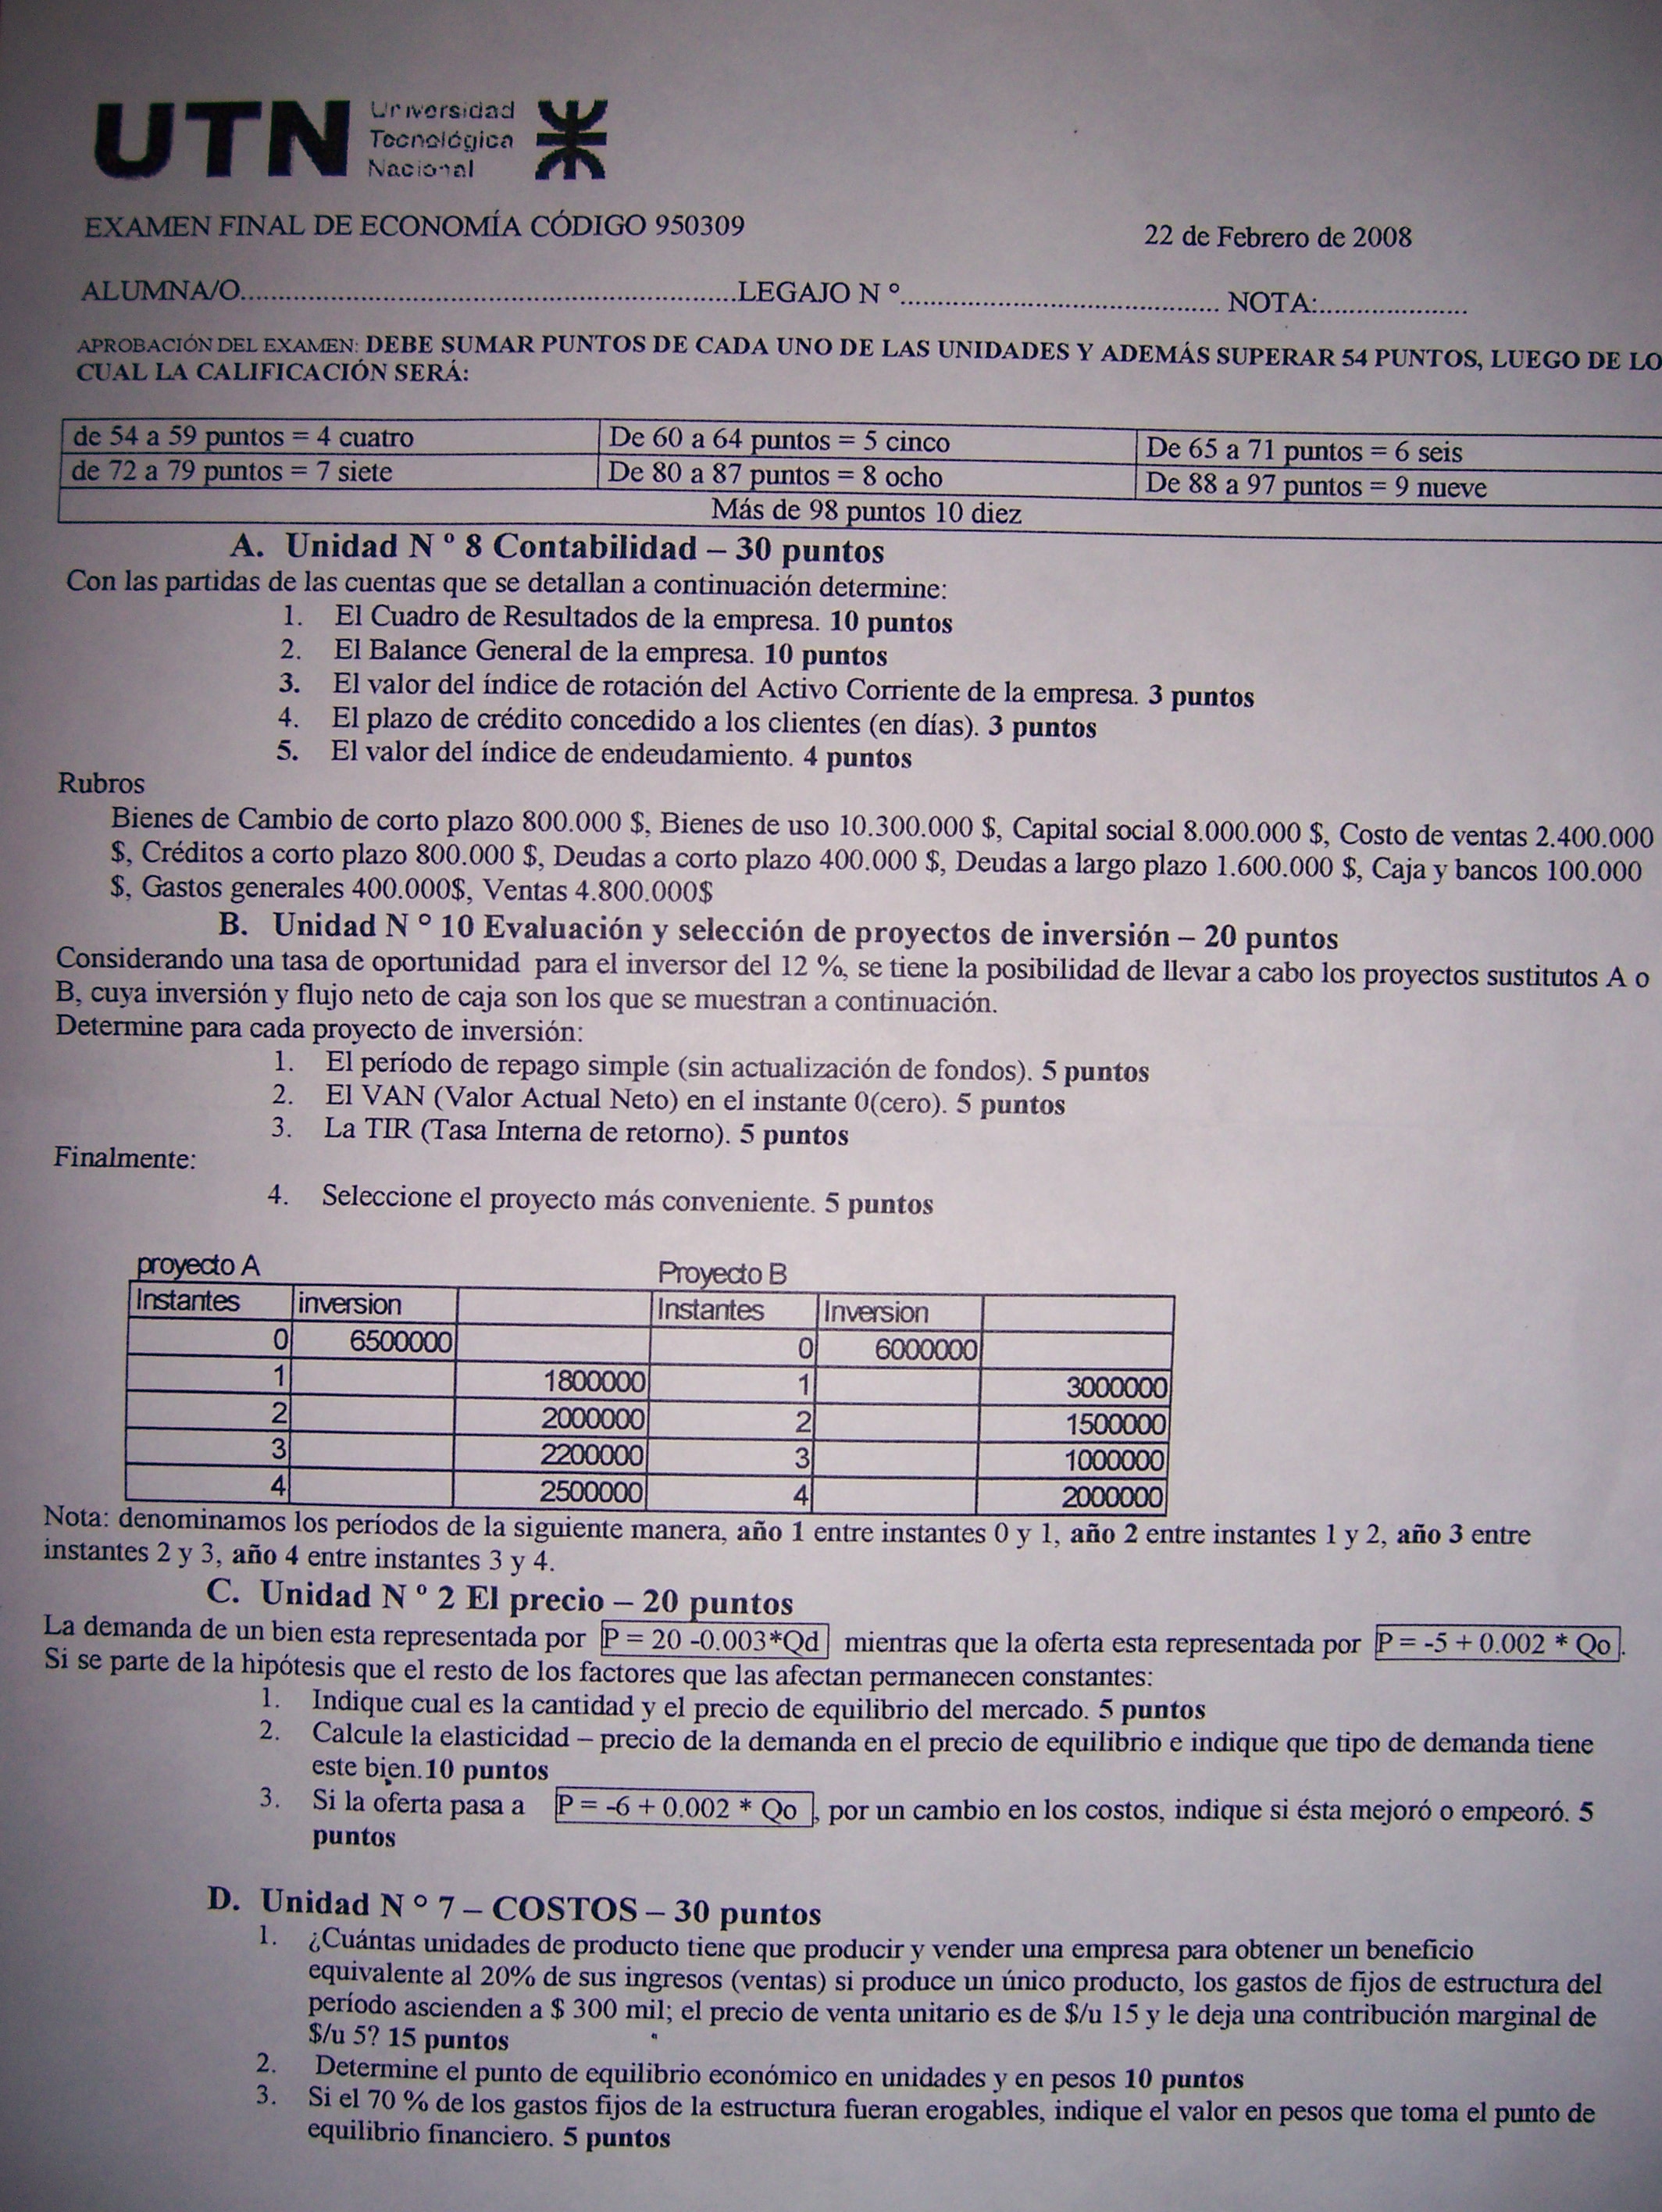 UTN Universidad
Tecnológica
Nacional
EXAMEN FINAL DE ECONOMÍA CÓDIGO 950309
22 de Febrero de 2008
ALUMNA/O....................................................................LEGAJO N º........................................... NOTA:....................
APROBACIÓN DEL EXAMEN: DEBE SUMAR PUNTOS DE CADA UNO DE LAS UNIDADES Y ADEMÁS SUPERAR 54 PUNTOS, LUEGO DE LO
CUAL LA CALIFICACIÓN SERÁ:
de 54 a 59 puntos = 4 cuatro De 60 a 64 puntos = 5 cinco De 65 a 71 puntos = 6 seis
de 72 a 79 puntos = 7 siete De 80 a 87 puntos = 8 ocho De 88 a 97 puntos = 9 nueve
Más de 98 puntos 10 diez
A. Unidad N º 8 Contabilidad – 30 puntos
Con las partidas de las cuentas que se detallan a continuación determine:
1. El Cuadro de Resultados de la empresa. 10 puntos
2. El Balance General de la empresa. 10 puntos
3. El valor del índice de rotación del Activo Corriente de la empresa. 3 puntos
4. El plazo de crédito concedido a los clientes (en días). 3 puntos
5. El valor del índice de endeudamiento. 4 puntos
Rubros
Bienes de Cambio de corto plazo 800.000 $, Bienes de uso 10.300.000 $, Capital social 8.000.000 $, Costo de ventas 2.400.000
$, Créditos a corto plazo 800.000 $, Deudas a corto plazo 400.000 $, Deudas a largo plazo 1.600.000 $, Caja y bancos 100.000
$, Gastos generales 400.000$, Ventas 4.800.000$
B. Unidad N º 10 Evaluación y selección de proyectos de inversión – 20 puntos
Considerando una tasa de oportunidad para el inversor del 12 %, se tiene la posibilidad de llevar a cabo los proyectos sustitutos A o
B, cuya inversión y flujo neto de caja son los que se muestran a continuación.
Determine para cada proyecto de inversión:
1. El período de repago simple (sin actualización de fondos). 5 puntos
2. El VAN (Valor Actual Neto) en el instante 0(cero). 5 puntos
3. La TIR (Tasa Interna de retorno). 5 puntos
Finalmente:
4. Seleccione el proyecto más conveniente. 5 puntos
proyecto A Proyecto B
Instantes inversion Instantes Inversion
0 6500000 0 6000000
1 1800000 1 3000000
2 2000000 2 1500000
3 2200000 3 1000000
4 2500000 4 2000000
Nota: denominamos los períodos de la siguiente manera, año 1 entre instantes 0 y 1, año 2 entre instantes 1 y 2, año 3 entre
instantes 2 y 3, año 4 entre instantes 3 y 4.
C. Unidad N º 2 El precio – 20 puntos
La demanda de un bien esta representada por P = 20 -0.003*Qd mientras que la oferta esta representada por P = -5 + 0.002 * Qo.
Si se parte de la hipótesis que el resto de los factores que las afectan permanecen constantes:
1. Indique cual es la cantidad y el precio de equilibrio del mercado. 5 puntos
2. Calcule la elasticidad – precio de la demanda en el precio de equilibrio e indique que tipo de demanda tiene
este bien.10 puntos
3. Si la oferta pasa a P = -6 + 0.002 * Qo, por un cambio en los costos, indique si ésta mejoró o empeoró. 5
puntos
D. Unidad N º 7 – COSTOS – 30 puntos
1. ¿Cuántas unidades de producto tiene que producir y vender una empresa para obtener un beneficio
equivalente al 20% de sus ingresos (ventas) si produce un único producto, los gastos de fijos de estructura del
período ascienden a $ 300 mil; el precio de venta unitario es de $/u 15 y le deja una contribución marginal de
$/u 5? 15 puntos
2. Determine el punto de equilibrio económico en unidades y en pesos 10 puntos
3. Si el 70 % de los gastos fijos de la estructura fueran erogables, indique el valor en pesos que toma el punto de
equilibrio financiero. 5 puntos